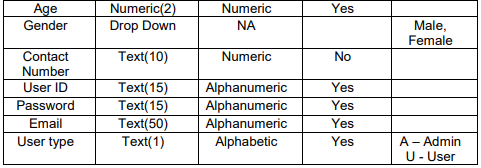 Age Numeric(2) Numeric Yes
Gender Drop Down NA Male,
Female
Contact Text(10) Numeric No
Number
User ID Text(15) Alphanumeric Yes
Password Text(15) Alphanumeric Yes
Email Text(50) Alphanumeric Yes
User type Text(1) Alphabetic Yes A – Admin
U - User